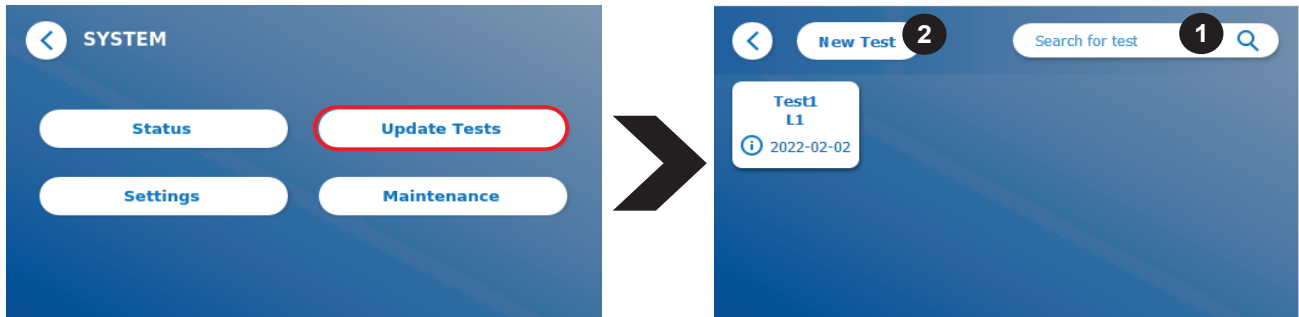 SYSTEM
Status
Update Tests
Settings
Maintenance
New Test
2
Search for test
1
Test1
L1
2022-02-02